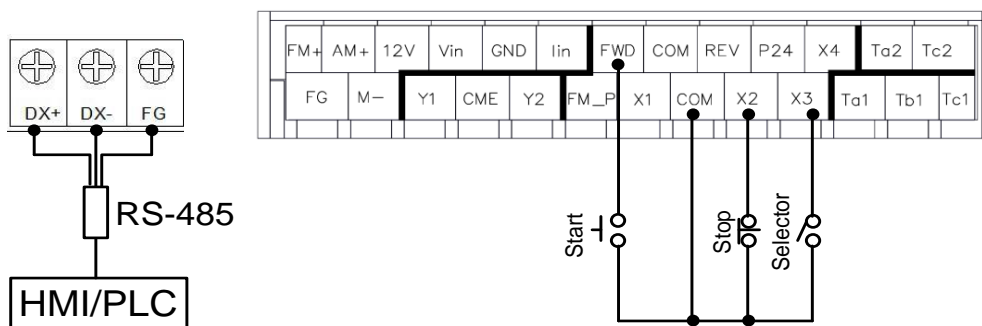 FM+ AM+ 12V Vin GND Iin FWD COM REV P24 X4 Ta2 Tc2
FG M- Y1 CME Y2 FM_P X1 COM X2 X3 Ta1 Tb1 Tc1
DX+ DX- FG
RS-485
HMI/PLC
Start
Stop
Selector